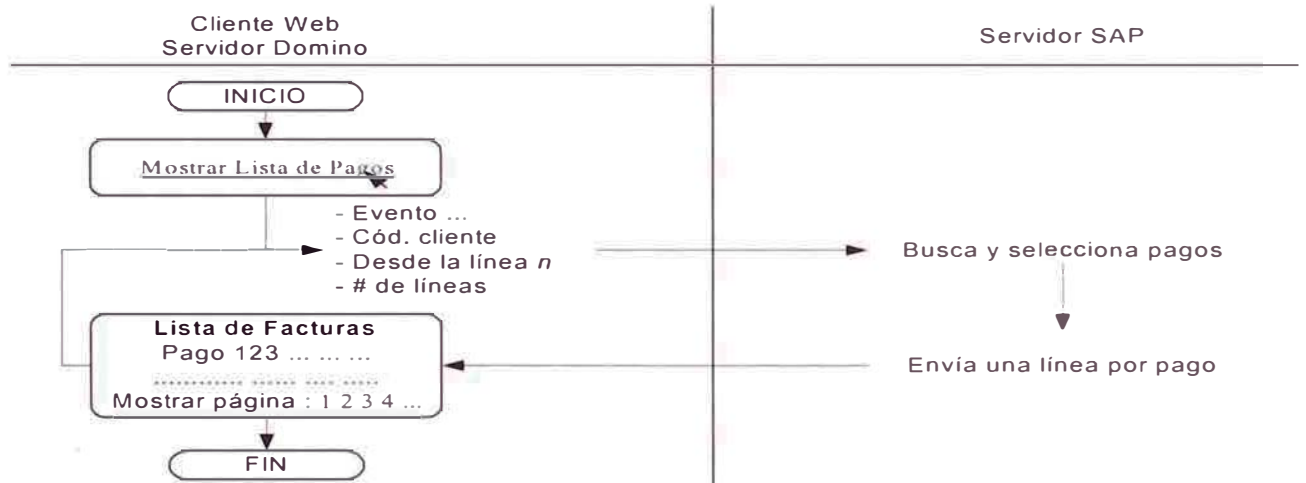 Cliente Web
Servidor Domino
Servidor SAP
INICIO
Mostrar Lista de Pagos
- Evento ...
- Cód. cliente
- Desde la línea n
- # de líneas
Busca y selecciona pagos
Lista de Facturas
Pago 123 ... ... ...
............ ...... .... .....
Mostrar página : 1 2 3 4 ...
Envía una línea por pago
FIN